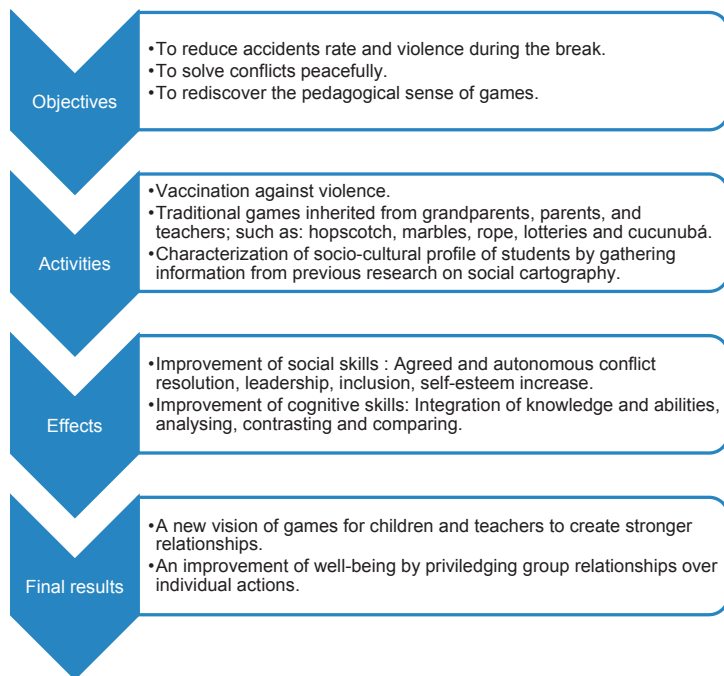 Objectives
•To reduce accidents rate and violence during the break.
•To solve conflicts peacefully.
•To rediscover the pedagogical sense of games.
Activities
•Vaccination against violence.
•Traditional games inherited from grandparents, parents, and
teachers; such as: hopscotch, marbles, rope, lotteries and cucunubá.
•Characterization of socio-cultural profile of students by gathering
information from previous research on social cartography.
Effects
•Improvement of social skills : Agreed and autonomous conflict
resolution, leadership, inclusion, self-esteem increase.
•Improvement of cognitive skills: Integration of knowledge and abilities,
analysing, contrasting and comparing.
Final results
•A new vision of games for children and teachers to create stronger
relationships.
•An improvement of well-being by priviledging group relationships over
individual actions.